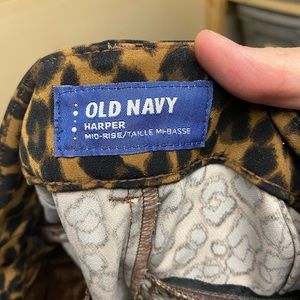 OLD NAVY
HARPER
MID-RISE/TAILLE MI-BASSE